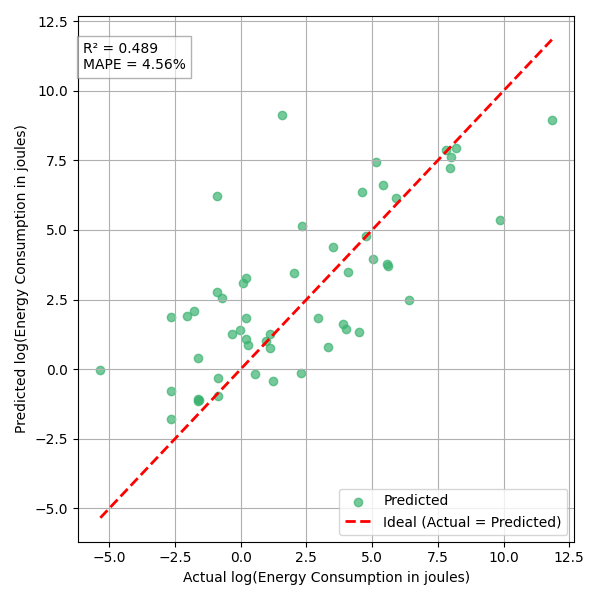 12.5
10.0
7.5
5.0
2.5
0.0
−2.5
−5.0
R² = 0.489
MAPE = 4.56%
Predicted log(Energy Consumption in joules)
Predicted
Ideal (Actual = Predicted)
−5.0 −2.5 0.0 2.5 5.0 7.5 10.0 12.5
Actual log(Energy Consumption in joules)